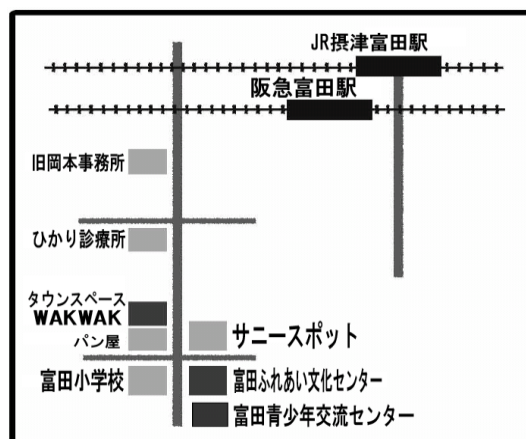 JR摂津富田駅
阪急富田駅
旧岡本事務所
ひかり診療所
タウンスペース
WAKWAK
パン屋
サニースポット
富田小学校
富田ふれあい文化センター
富田青少年交流センター